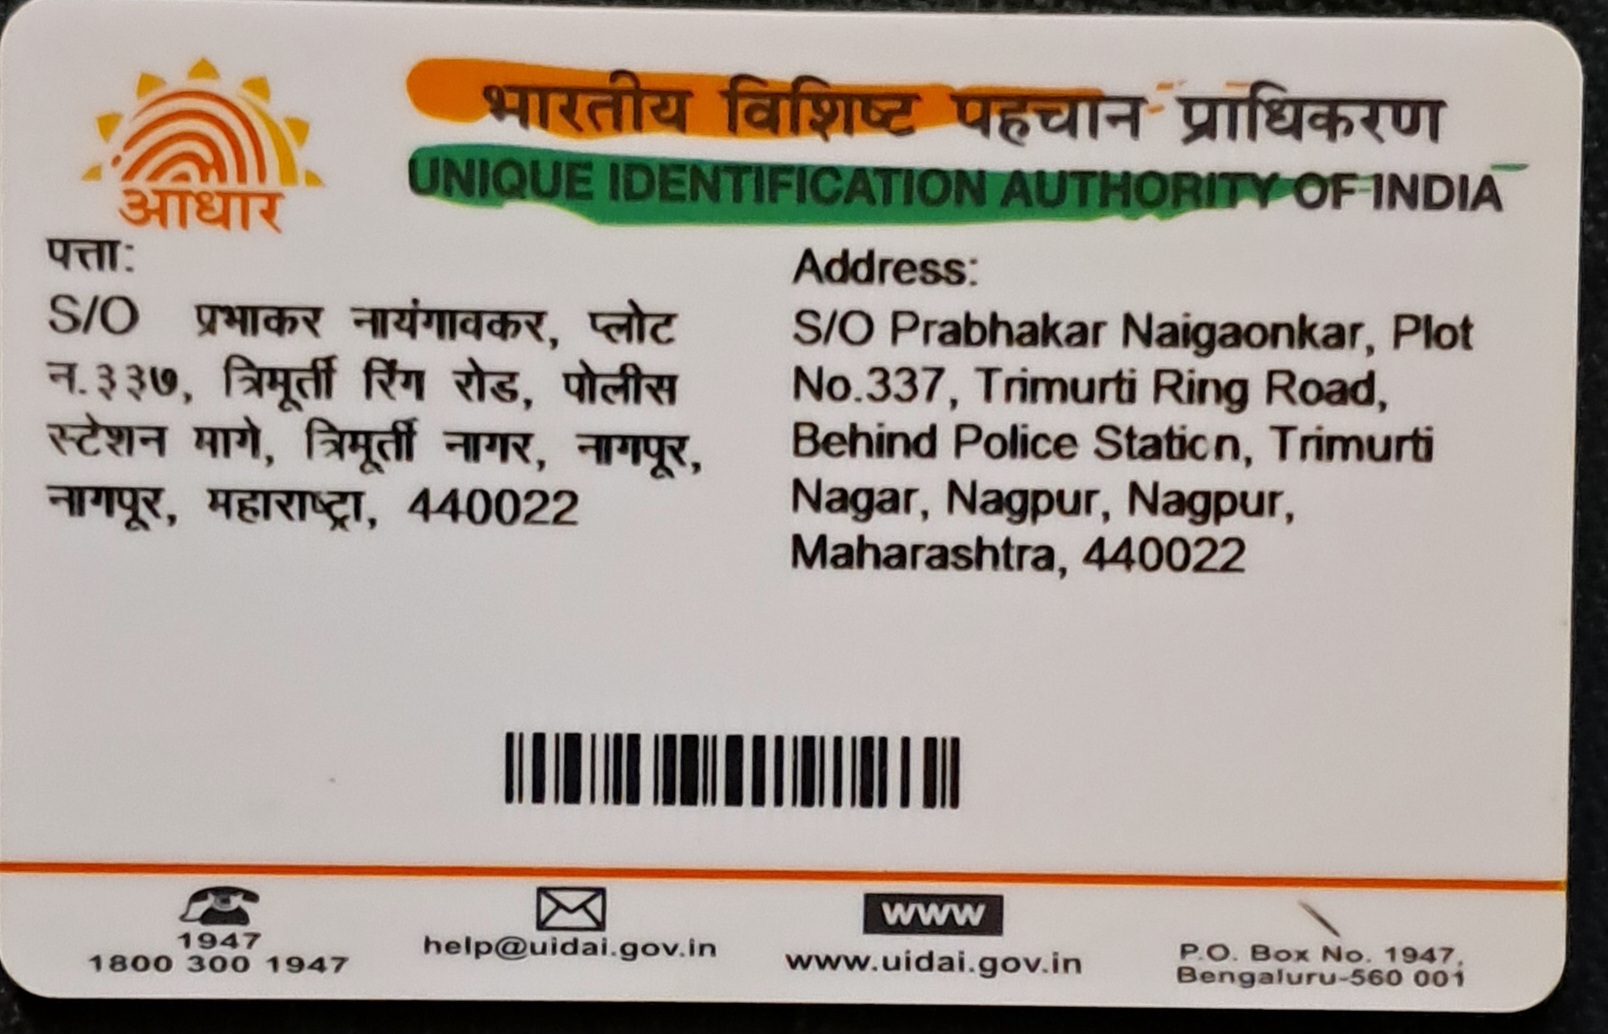 भारतीय विशिष्ट पहचान प्राधिकरण
UNIQUE IDENTIFICATION AUTHORITY OF INDIA
आधार
पत्ता:
S/O प्रभाकर नायंगावकर, प्लोट
न.३३७, त्रिमूर्ती रिंग रोड, पोलीस
स्टेशन मागे, त्रिमूर्ती नागर, नागपूर,
नागपूर, महाराष्ट्रा, 440022
Address:
S/O Prabhakar Naigaonkar, Plot
No.337, Trimurti Ring Road,
Behind Police Station, Trimurti
Nagar, Nagpur, Nagpur,
Maharashtra, 440022
1947
1800 300 1947
help@uidai.gov.in
www
www.uidai.gov.in
P.O. Box No. 1947,
Bengaluru-560 001